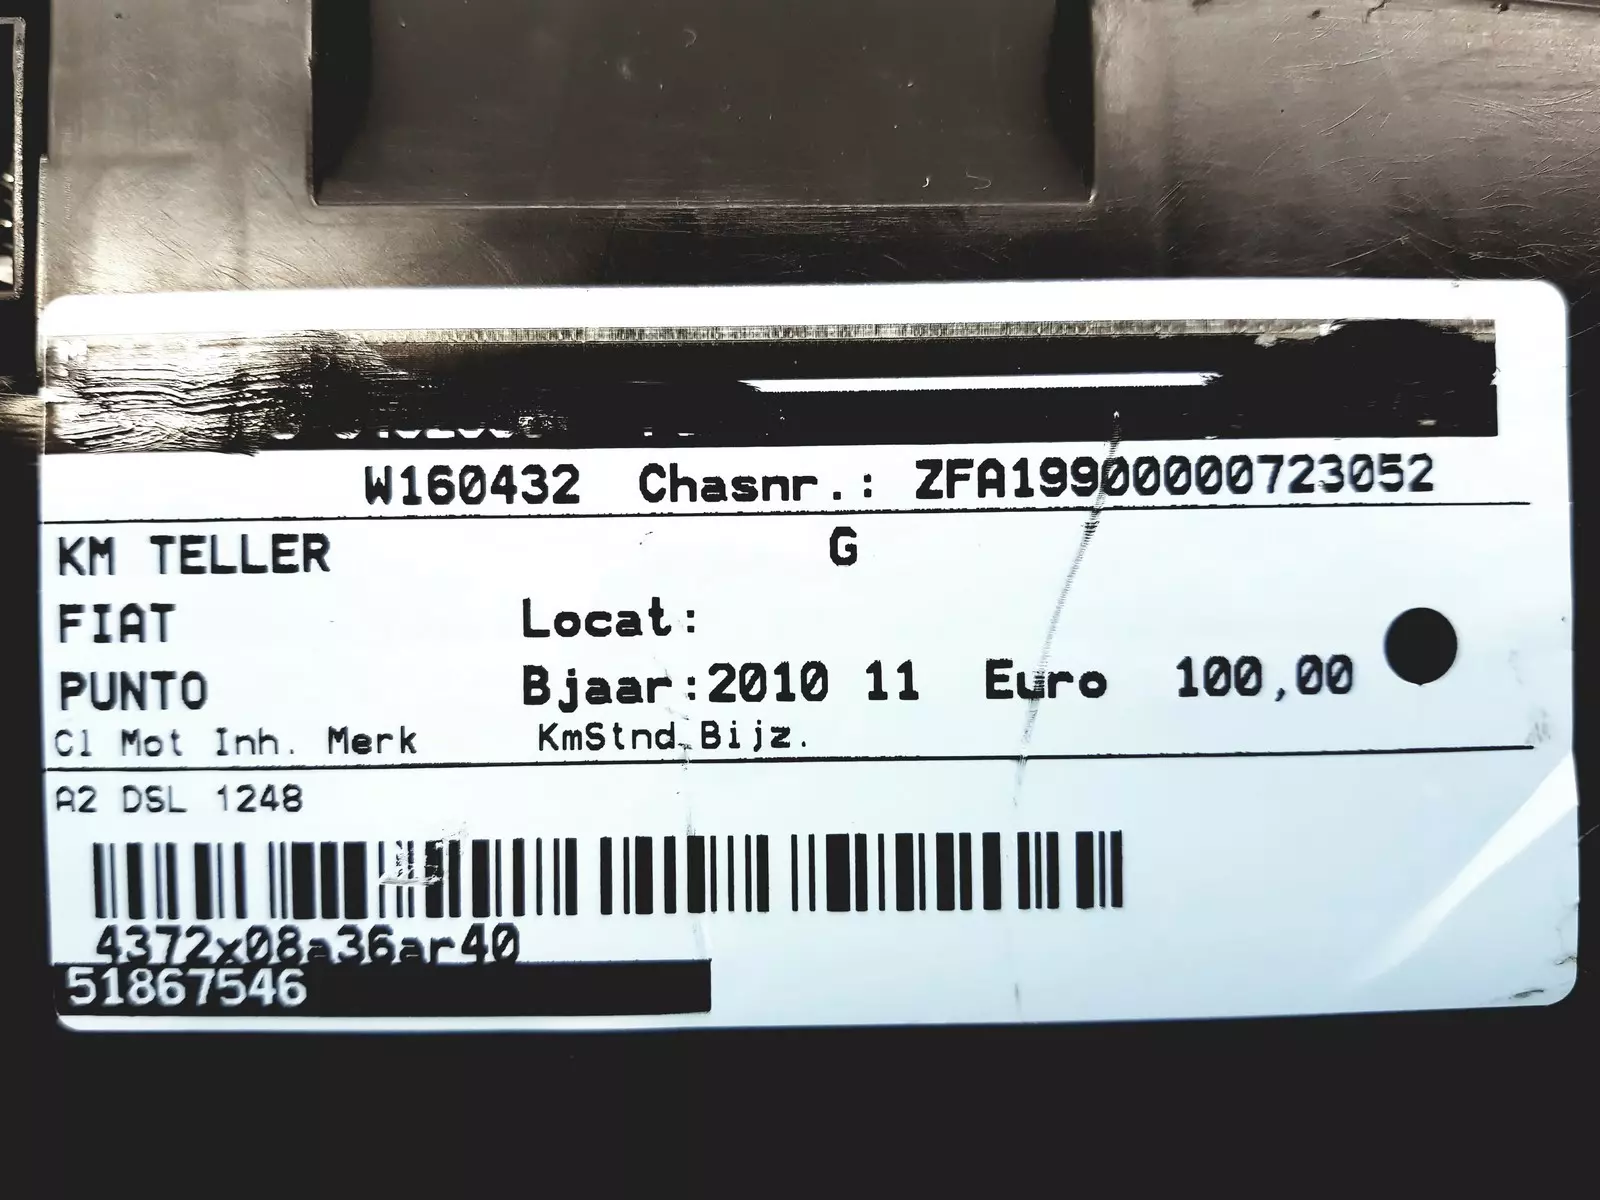 W160432 Chasnr.: ZFA19900000723052
KM TELLER G
FIAT Locat:
PUNTO Bjaar:2010 11 Euro 100,00
Cl Mot Inh. Merk KmStnd Bijz.
A2 DSL 1248
4372x08a36ar40
51867546